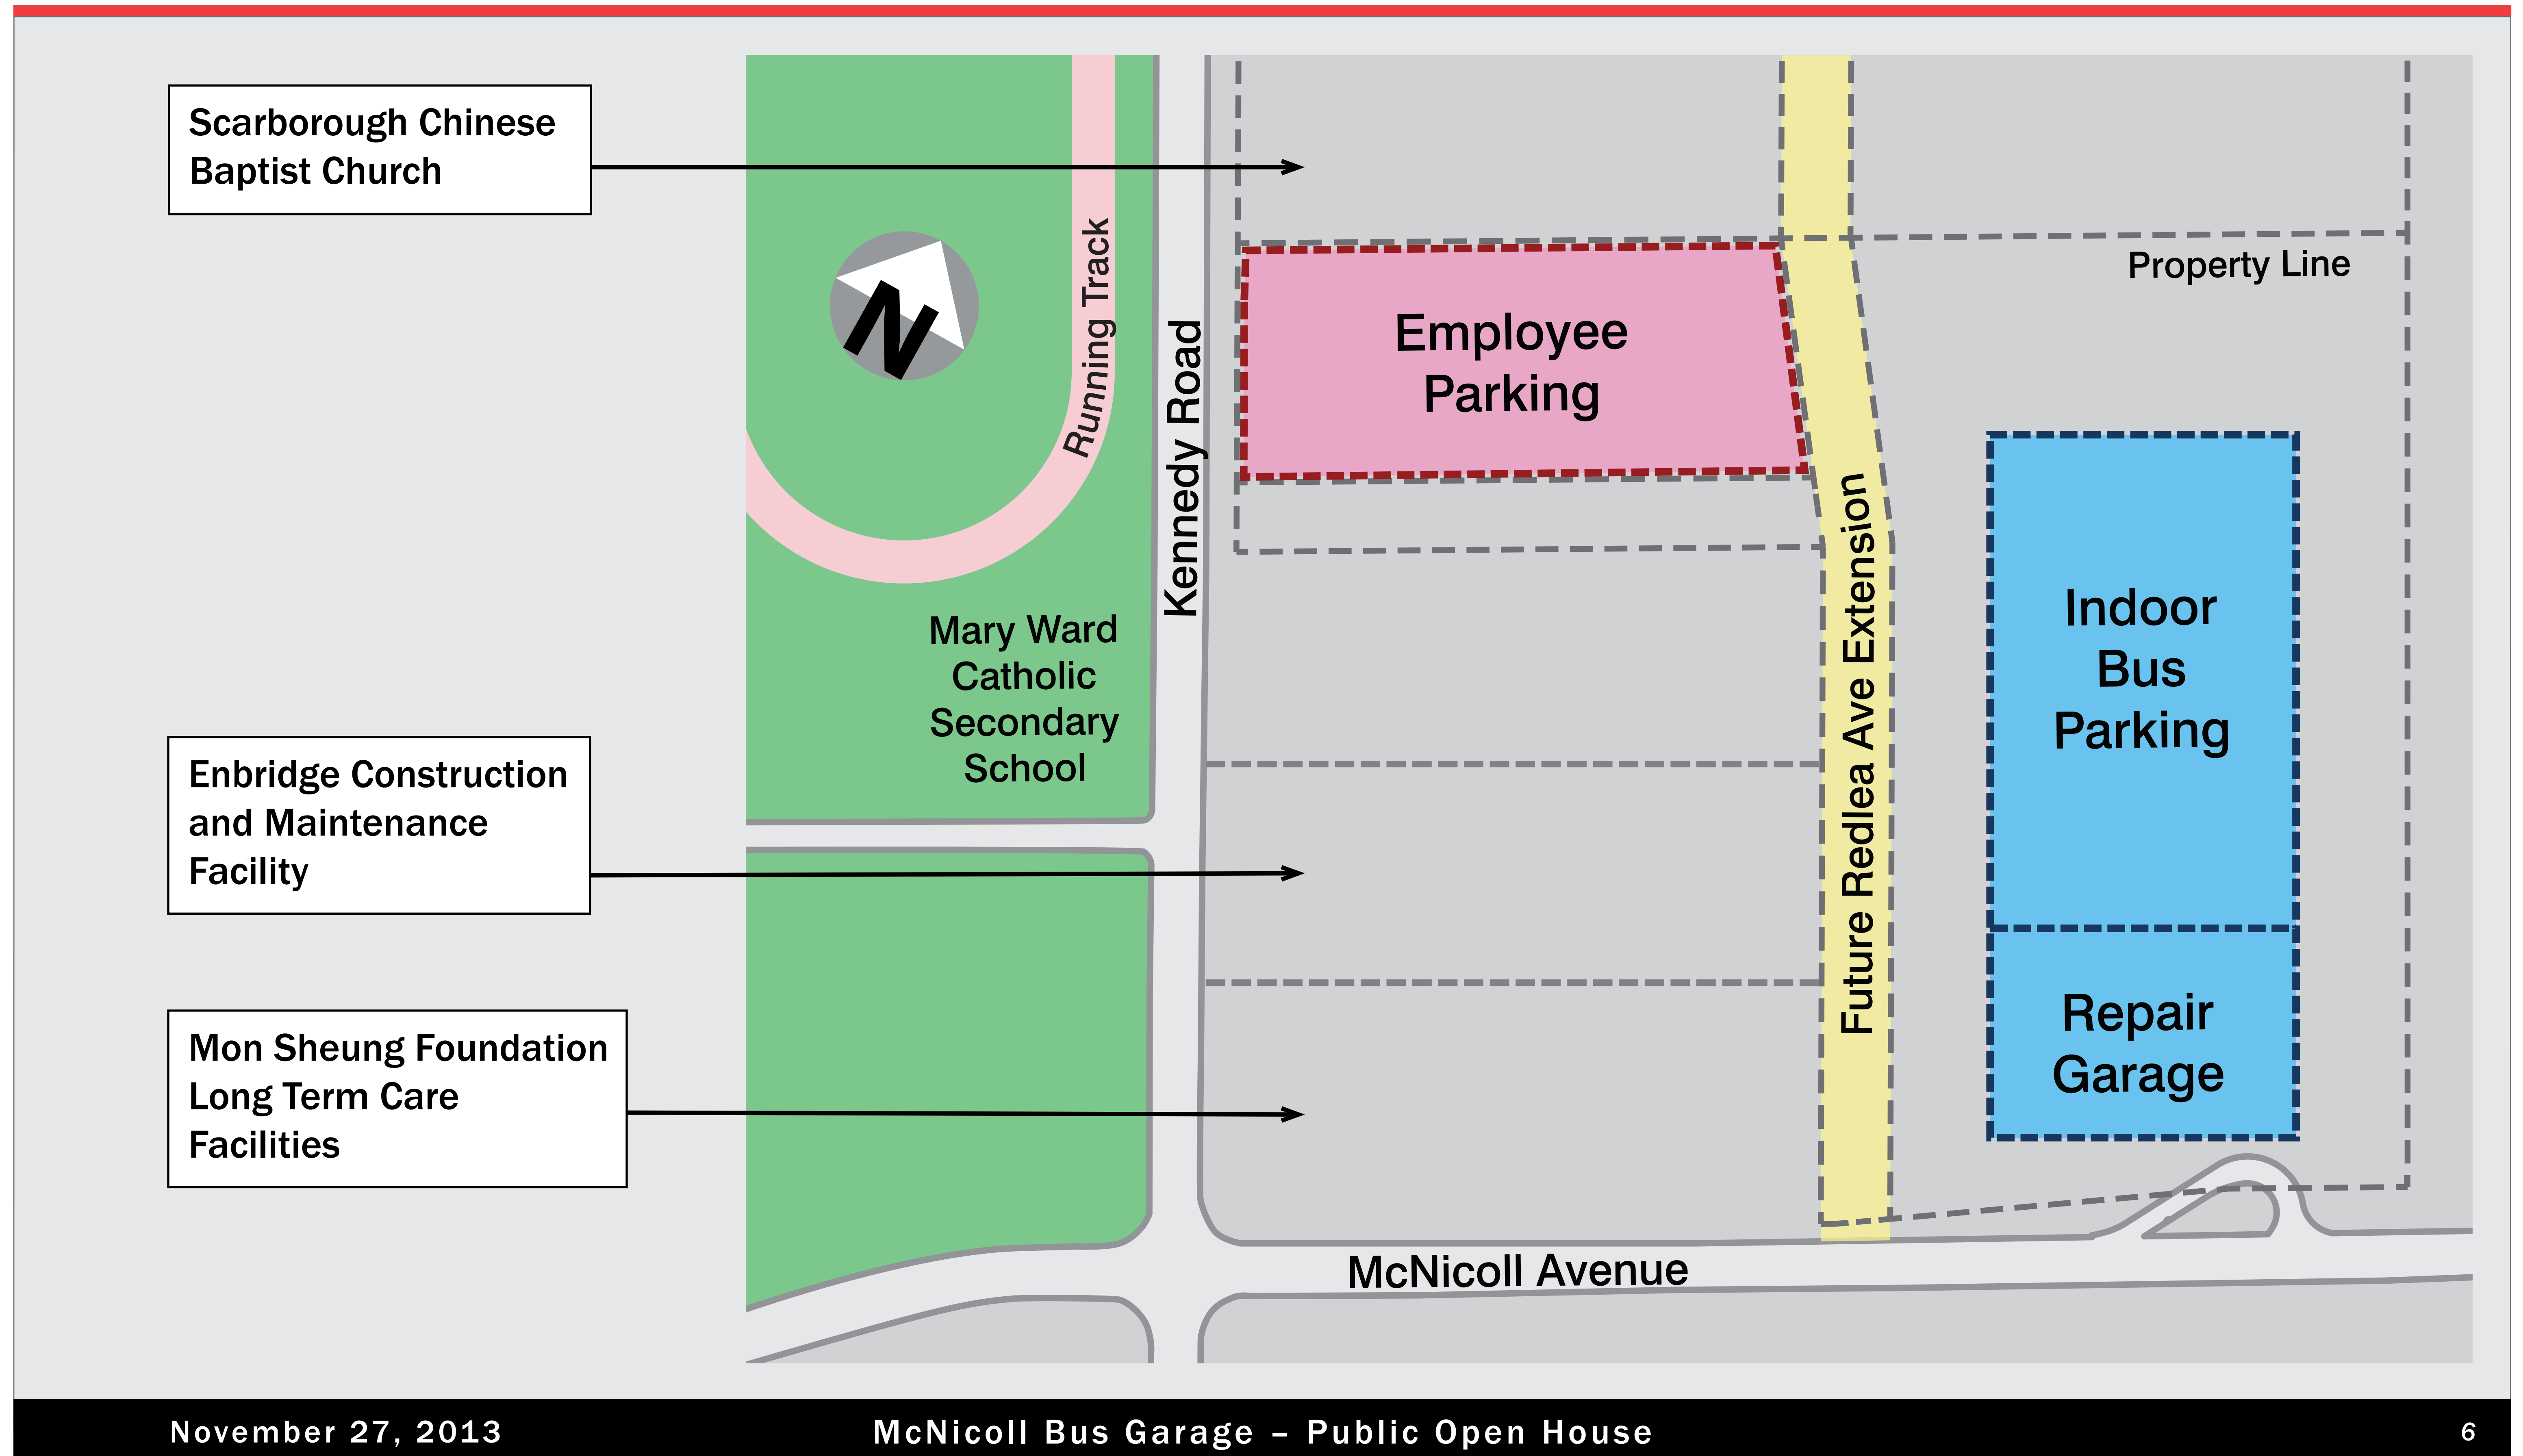 Scarborough Chinese
Baptist Church
N
Running Track
Kennedy Road
Employee
Parking
Property Line
Future Redlea Ave Extension
Indoor
Bus
Parking
Mary Ward
Catholic
Secondary
School
Enbridge Construction
and Maintenance
Facility
Repair
Garage
Mon Sheung Foundation
Long Term Care
Facilities
McNicoll Avenue
November 27, 2013
McNicoll Bus Garage – Public Open House
6